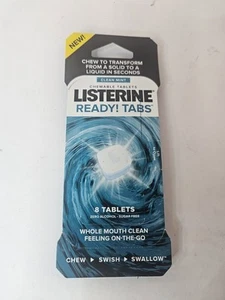 NEW!
CHEW TO TRANSFORM
FROM A SOLID TO A
LIQUID IN SECONDS
CLEAN MINT
CHEWABLE TABLETS
LISTERINE
READY! TABS
8 TABLETS
ZERO ALCOHOL • SUGAR FREE
WHOLE MOUTH CLEAN
FEELING ON-THE-GO
CHEW ▶ SWISH ▶ SWALLOW